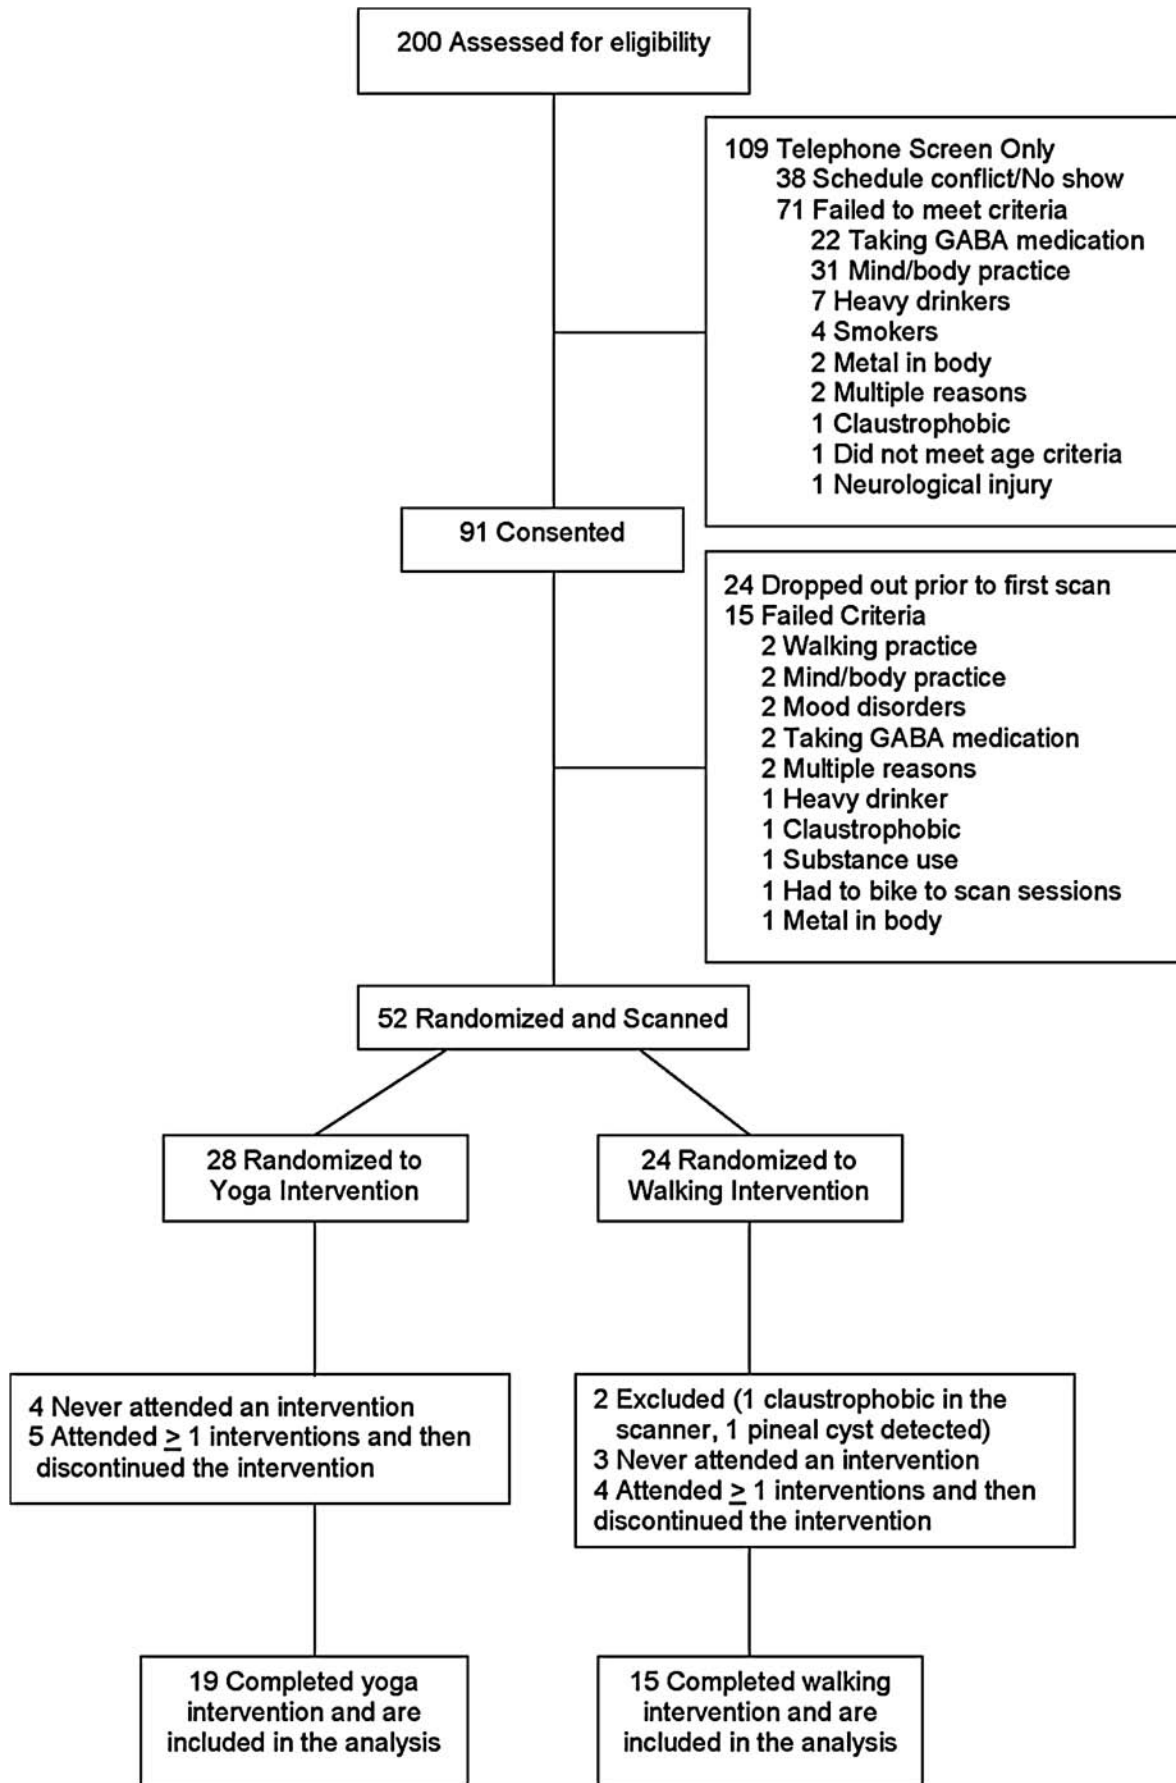 200 Assessed for eligibility
109 Telephone Screen Only
38 Schedule conflict/No show
71 Failed to meet criteria
22 Taking GABA medication
31 Mind/body practice
7 Heavy drinkers
4 Smokers
2 Metal in body
2 Multiple reasons
1 Claustrophobic
1 Did not meet age criteria
1 Neurological injury
91 Consented
24 Dropped out prior to first scan
15 Failed Criteria
2 Walking practice
2 Mind/body practice
2 Mood disorders
2 Taking GABA medication
2 Multiple reasons
1 Heavy drinker
1 Claustrophobic
1 Substance use
1 Had to bike to scan sessions
1 Metal in body
52 Randomized and Scanned
28 Randomized to
Yoga Intervention
24 Randomized to
Walking Intervention
4 Never attended an intervention
5 Attended ≥ 1 interventions and then
discontinued the intervention
2 Excluded (1 claustrophobic in the
scanner, 1 pineal cyst detected)
3 Never attended an intervention
4 Attended ≥ 1 interventions and then
discontinued the intervention
19 Completed yoga
intervention and are
included in the analysis
15 Completed walking
intervention and are
included in the analysis